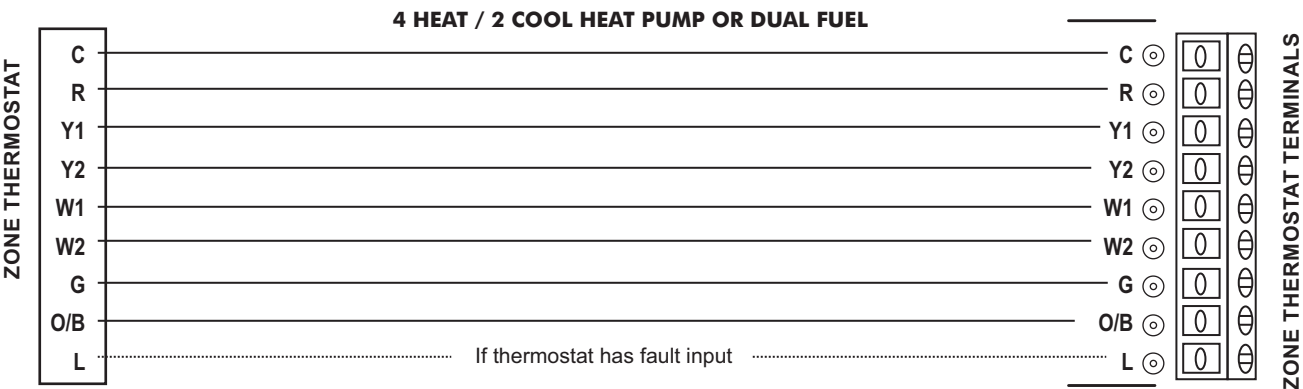 4 HEAT / 2 COOL HEAT PUMP OR DUAL FUEL
ZONE THERMOSTAT
C C
R R
Y1 Y1
Y2 Y2
W1 W1
W2 W2
G G
O/B O/B
L If thermostat has fault input L
ZONE THERMOSTAT TERMINALS